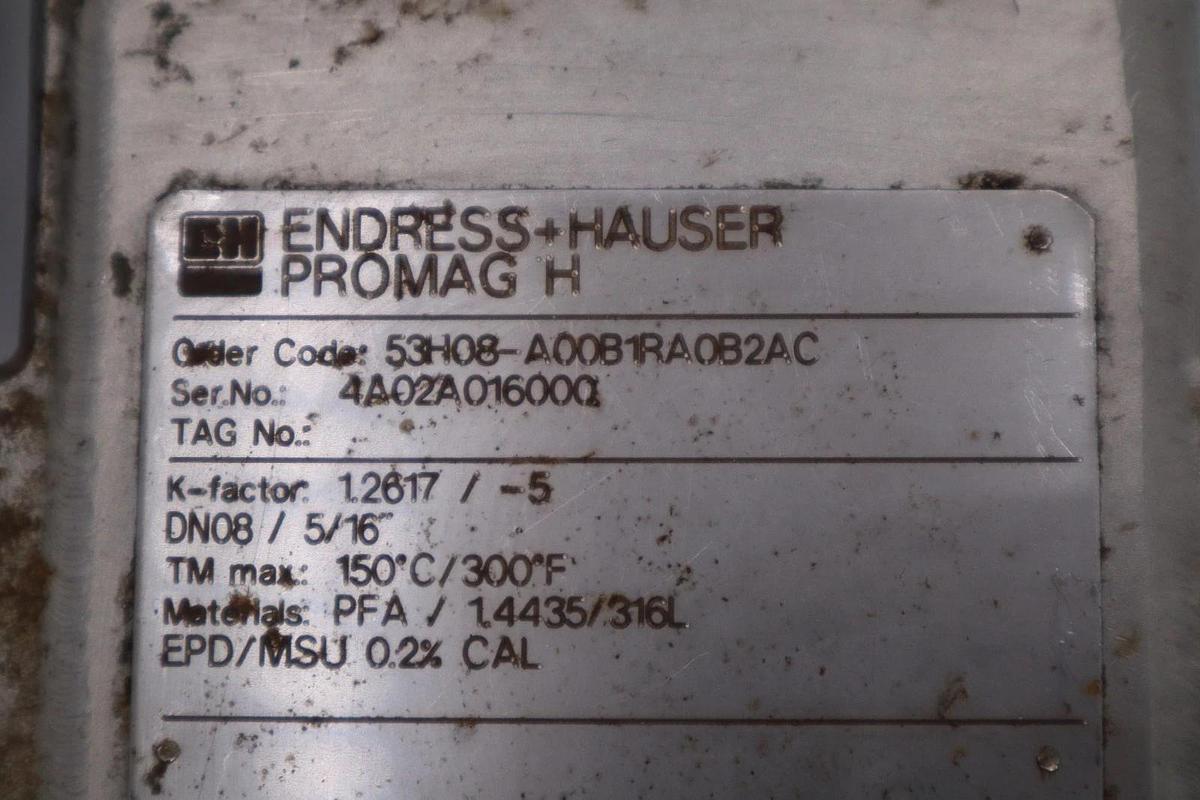 EH ENDRESS+HAUSER
PROMAG H
Order Code: 53H08-A00B1RA0B2AC
Ser.No.: 4A02A016000
TAG No.:
K-factor: 1.2617 / -5
DN08 / 5/16"
TM max.: 150°C/300°F
Materials: PFA / 1.4435/316L
EPD/MSU 0.2% CAL